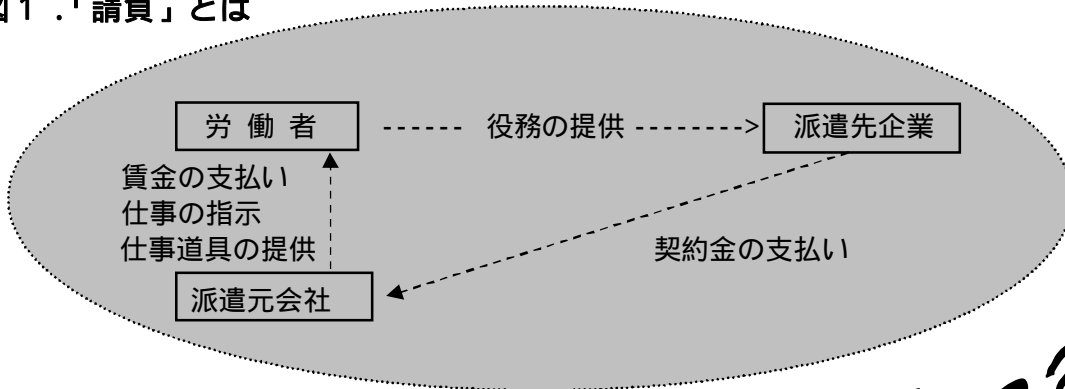 図１.「請負」とは
労 働 者 ------ 役務の提供 --------> 派遣先企業
賃金の支払い
仕事の指示
仕事道具の提供
契約金の支払い
派遣元会社